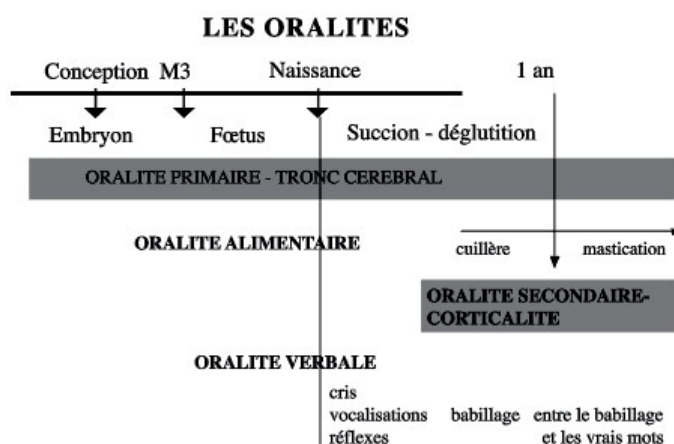 LES ORALITES
Conception M3 Naissance 1 an
Embryon Fœtus Succion - déglutition
ORALITE PRIMAIRE - TRONC CEREBRAL
ORALITE ALIMENTAIRE
cuillère mastication
ORALITE SECONDAIRE-
CORTICALITE
ORALITE VERBALE
cris
vocalisations babillage entre le babillage
réflexes et les vrais mots